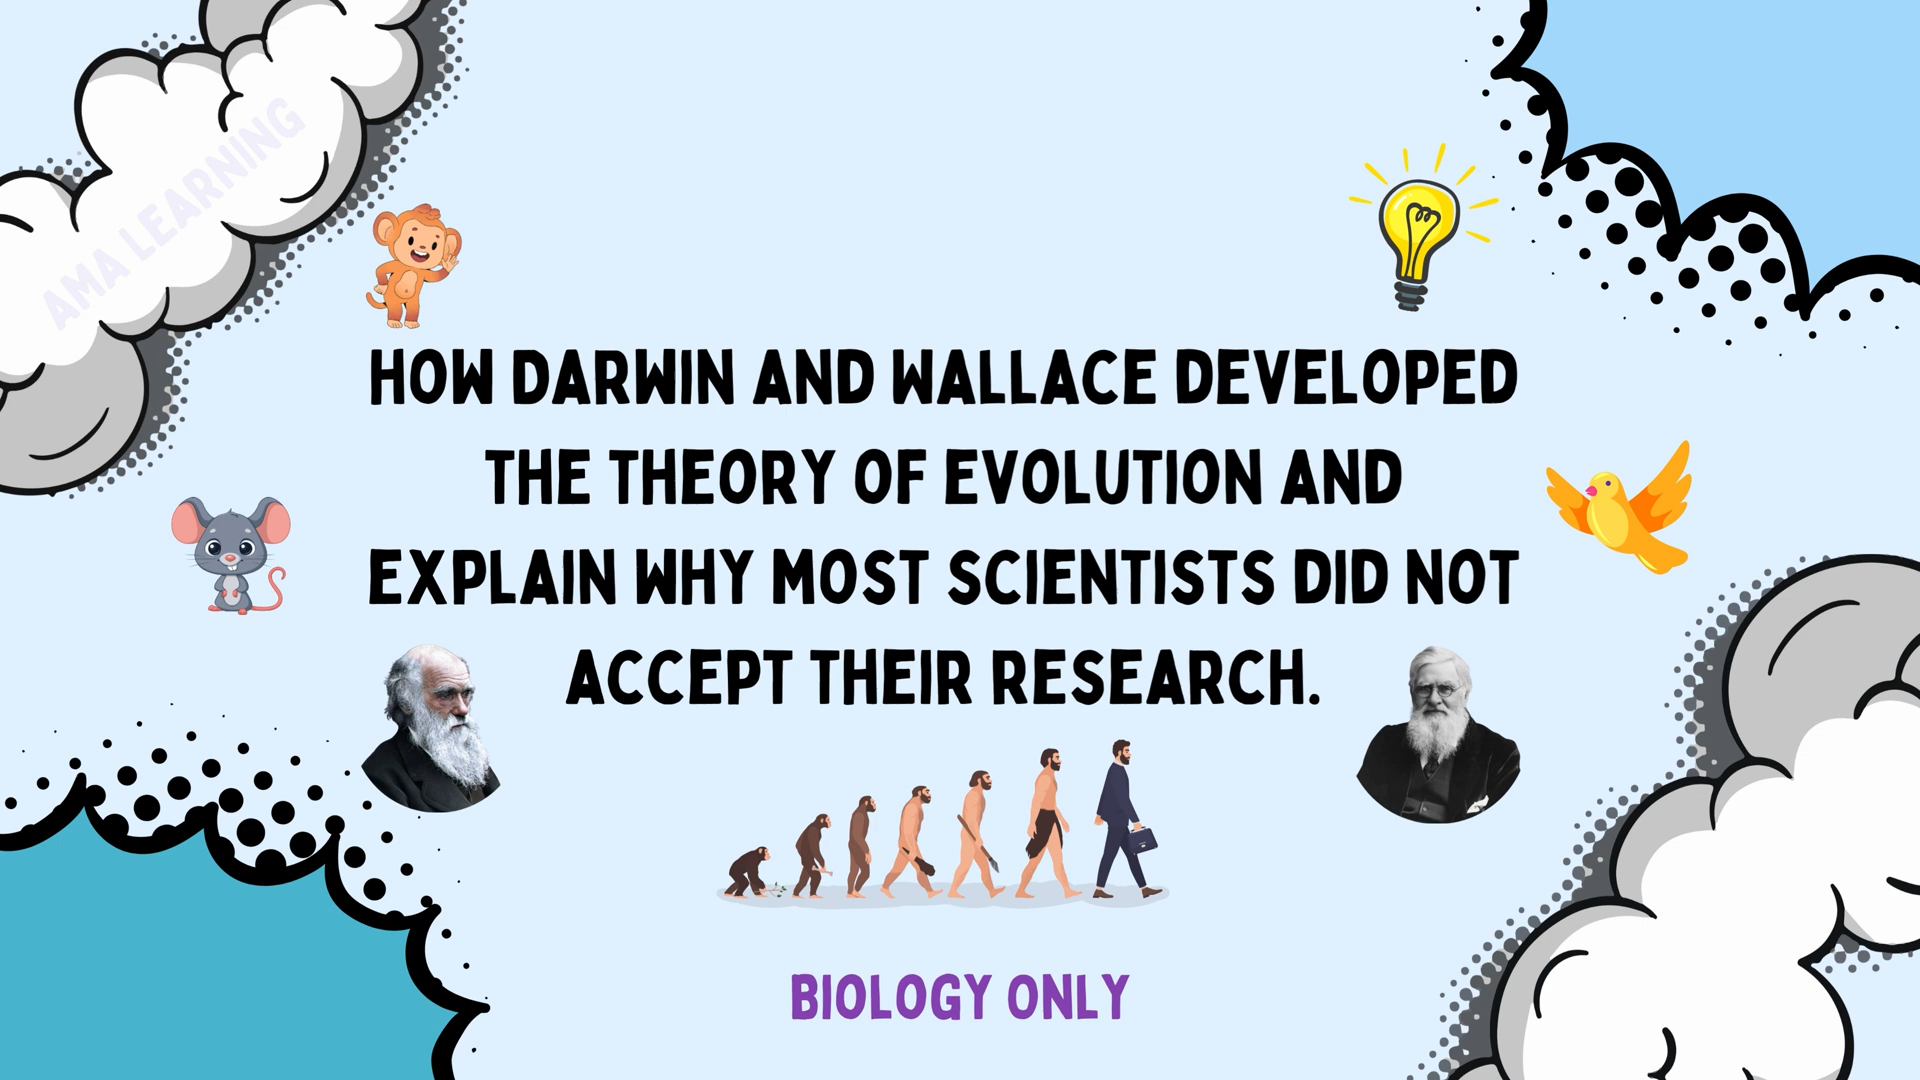 AMA LEARNING
HOW DARWIN AND WALLACE DEVELOPED
THE THEORY OF EVOLUTION AND
EXPLAIN WHY MOST SCIENTISTS DID NOT
ACCEPT THEIR RESEARCH.
BIOLOGY ONLY